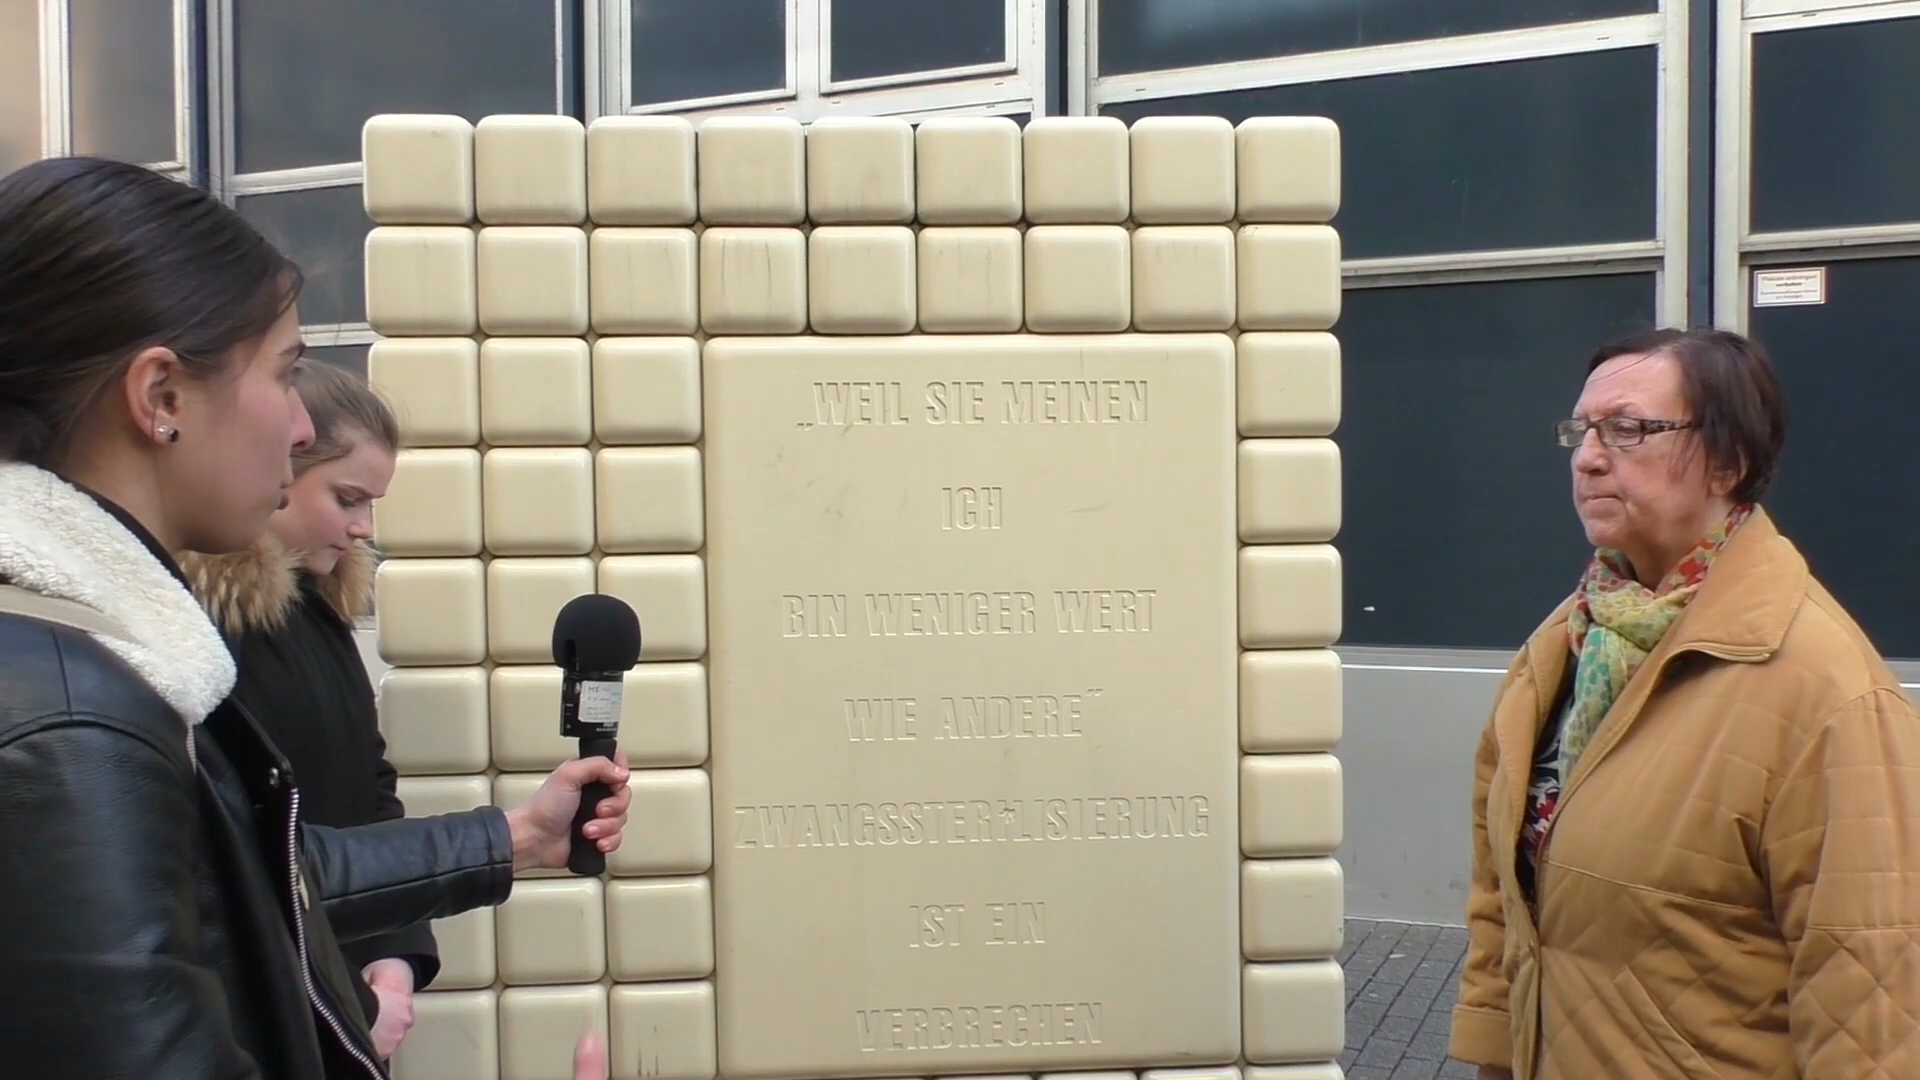 „WEIL SIE MEINEN
ICH
BIN WENIGER WERT
WIE ANDERE“
ZWANGSSTERILISIERUNG
IST EIN
VERBRECHEN